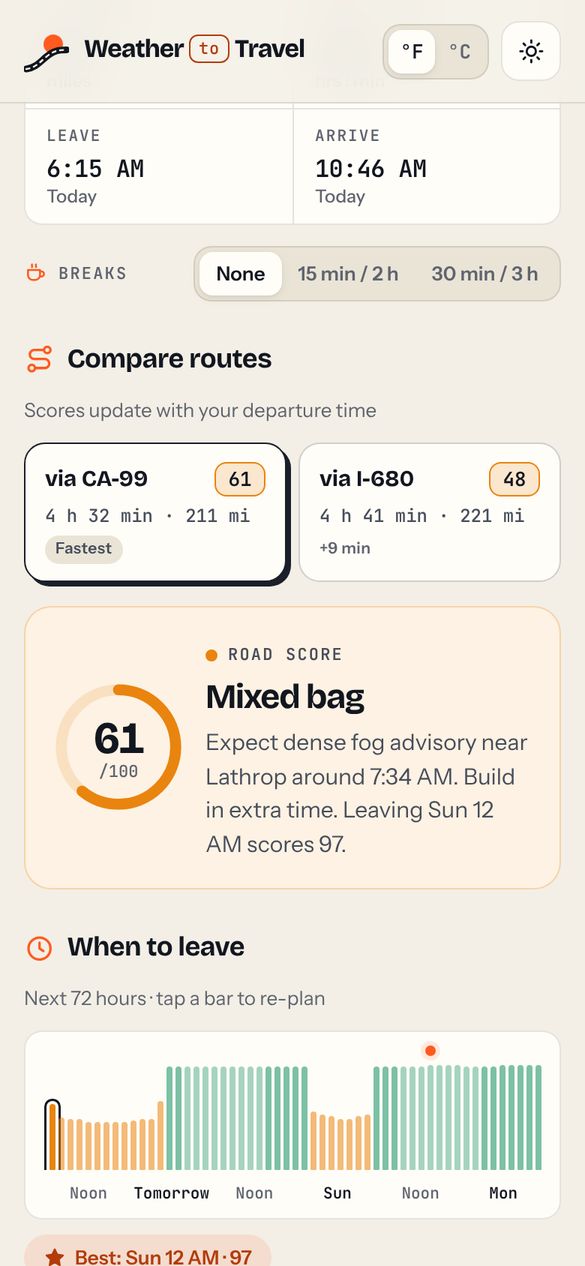 Weather to Travel
°F °C
miles
hrs:min
LEAVE
ARRIVE
6:15 AM
10:46 AM
Today
Today
BREAKS
None
15 min / 2 h
30 min / 3 h
Compare routes
Scores update with your departure time
via CA-99
61
4 h 32 min · 211 mi
Fastest
via I-680
48
4 h 41 min · 221 mi
+9 min
ROAD SCORE
Mixed bag
61
/100
Expect dense fog advisory near
Lathrop around 7:34 AM. Build
in extra time. Leaving Sun 12
AM scores 97.
When to leave
Next 72 hours · tap a bar to re-plan
Noon Tomorrow Noon Sun Noon Mon
Best: Sun 12 AM · 97